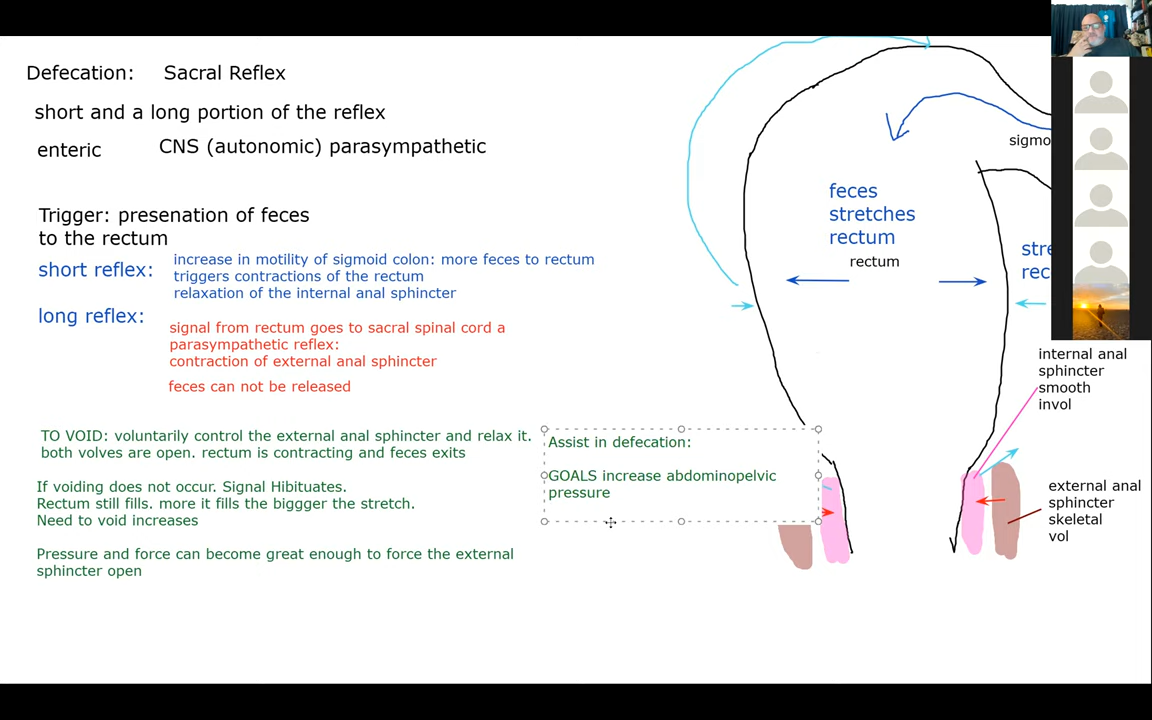 Defecation: Sacral Reflex
short and a long portion of the reflex
enteric CNS (autonomic) parasympathetic
Trigger: presenation of feces
to the rectum
short reflex:
increase in motility of sigmoid colon: more feces to rectum
triggers contractions of the rectum
relaxation of the internal anal sphincter
long reflex:
signal from rectum goes to sacral spinal cord a
parasympathetic reflex:
contraction of external anal sphincter
feces can not be released
TO VOID: voluntarily control the external anal sphincter and relax it.
both volves are open. rectum is contracting and feces exits
If voiding does not occur. Signal Hibituates.
Rectum still fills. more it fills the biggger the stretch.
Need to void increases
Pressure and force can become great enough to force the external
sphincter open
Assist in defecation:
GOALS increase abdominopelvic
pressure
feces
stretches
rectum
rectum
sigmo
stre
rec
internal anal
sphincter
smooth
invol
external anal
sphincter
skeletal
vol